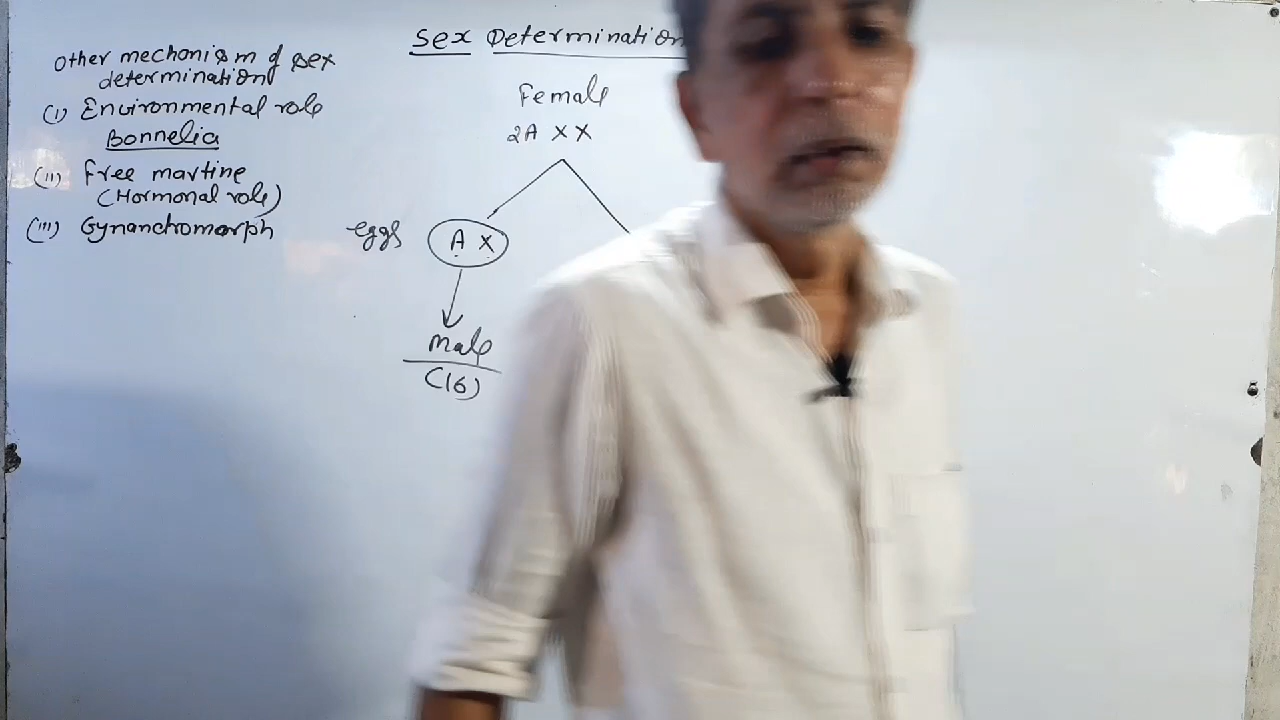 Sex Determination
Other mechanism of sex
determination
(i) Environmental role
Bonnelia
(ii) Free martine
(Hormonal role)
(iii) Gynanchomorph
Female
2A XX
eggs
A X
Male
(16)